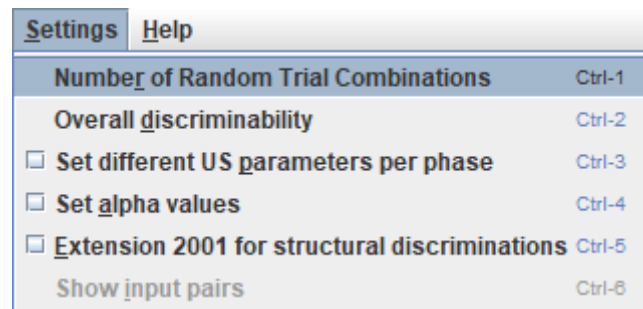 Settings Help
Number of Random Trial Combinations Ctrl-1
Overall discriminability Ctrl-2
Set different US parameters per phase Ctrl-3
Set alpha values Ctrl-4
Extension 2001 for structural discriminations Ctrl-5
Show input pairs Ctrl-6